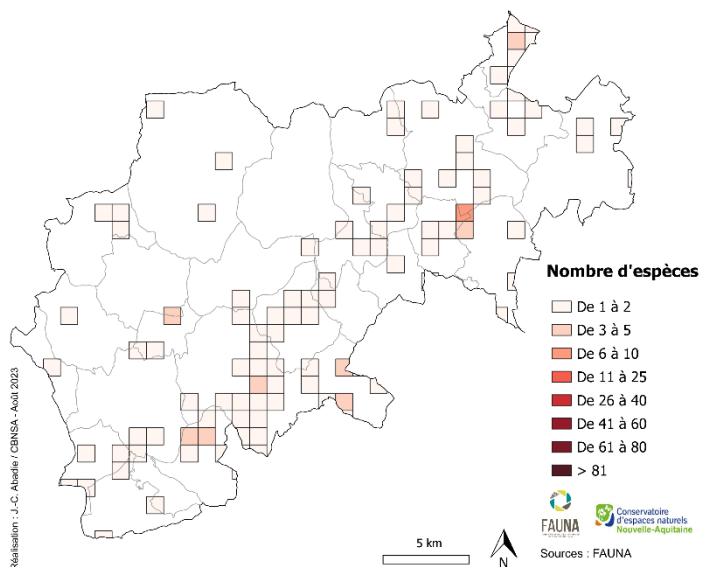 Nombre d'espèces
De 1 à 2
De 3 à 5
De 6 à 10
De 11 à 25
De 26 à 40
De 41 à 60
De 61 à 80
> 81
Réalisation : J.-C. Abadie / CBNSA - Août 2023
5 km
N
FAUNA
Conservatoire
d'espaces naturels
Nouvelle-Aquitaine
Sources : FAUNA